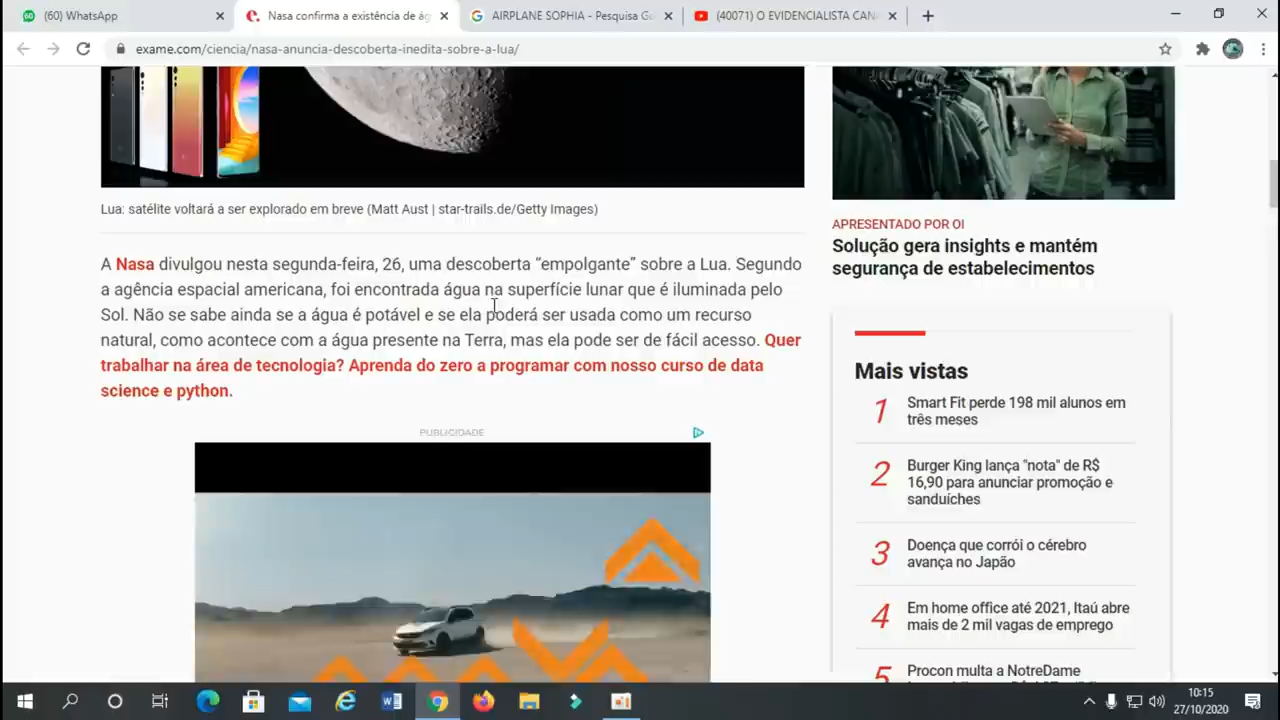 (60) WhatsApp
Nasa confirma a existência de ág
AIRPLANE SOPHIA - Pesquisa G
(40071) O EVIDENCIALISTA CAN
exame.com/ciencia/nasa-anuncia-descoberta-inedita-sobre-a-lua/
Lua: satélite voltará a ser explorado em breve (Matt Aust | star-trails.de/Getty Images)
A Nasa divulgou nesta segunda-feira, 26, uma descoberta “empolgante” sobre a Lua. Segundo
a agência espacial americana, foi encontrada água na superfície lunar que é iluminada pelo
Sol. Não se sabe ainda se a água é potável e se ela poderá ser usada como um recurso
natural, como acontece com a água presente na Terra, mas ela pode ser de fácil acesso. Quer
trabalhar na área de tecnologia? Aprenda do zero a programar com nosso curso de data
science e python.
PUBLICIDADE
APRESENTADO POR OI
Solução gera insights e mantém
segurança de estabelecimentos
Mais vistas
1 Smart Fit perde 198 mil alunos em
três meses
2 Burger King lança "nota" de R$
16,90 para anunciar promoção e
sanduíches
3 Doença que corrói o cérebro
avança no Japão
4 Em home office até 2021, Itaú abre
mais de 2 mil vagas de emprego
5 Procon multa a NotreDame
10:15
27/10/2020